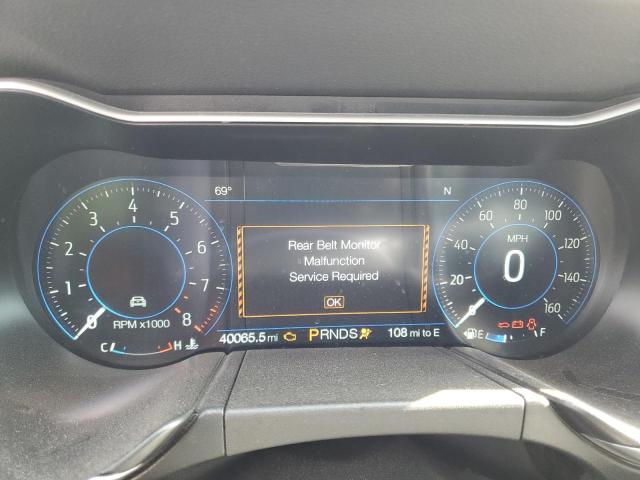 69° N
3 4 5
2 6
1 7
0 8
RPM x1000
C H
Rear Belt Monitor
Malfunction
Service Required
OK
40065.5 mi PRNDS 108 mi to E
60 80 100
40 120
20 140
0 160
MPH
0
E F